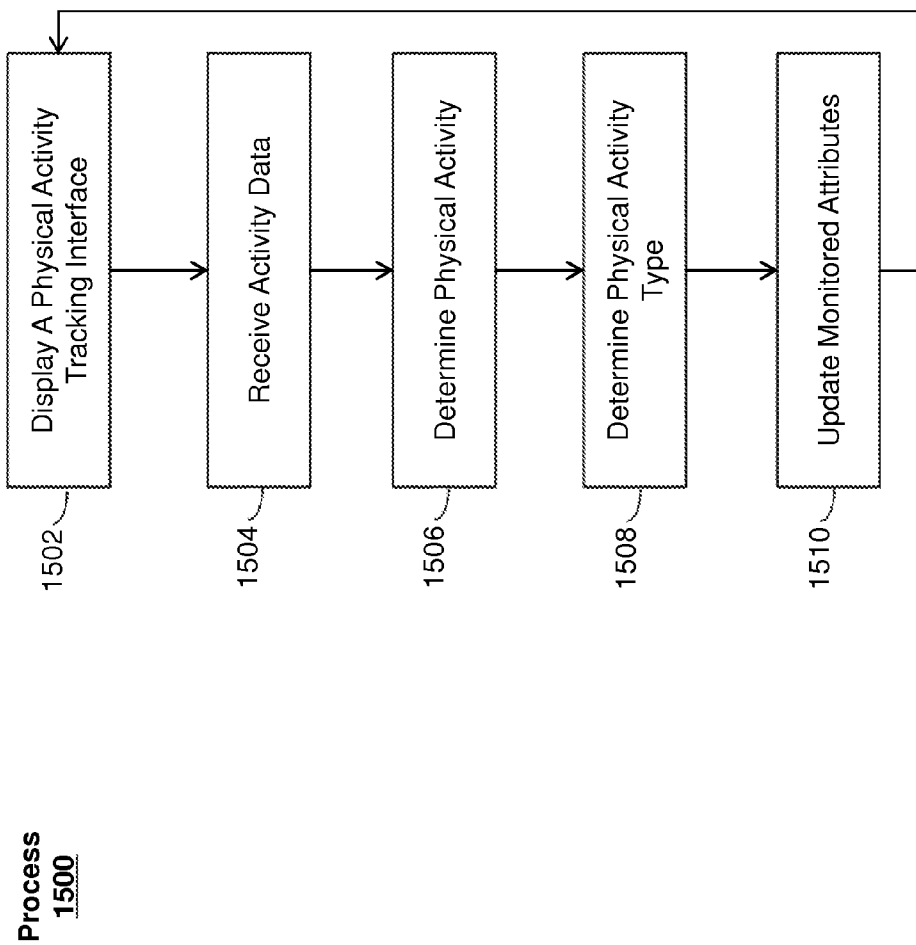 Process
1500
1502
Display A Physical Activity
Tracking Interface
1504
Receive Activity Data
1506
Determine Physical Activity
1508
Determine Physical Activity
Type
1510
Update Monitored Attributes